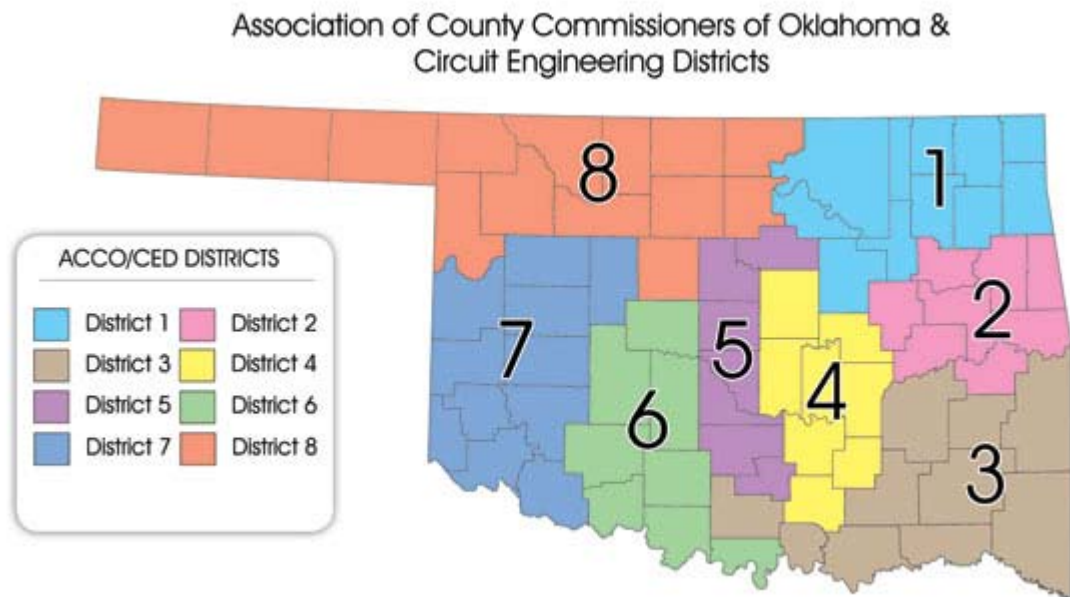 Association of County Commissioners of Oklahoma &
Circuit Engineering Districts
8
1
ACCO/CED DISTRICTS
District 1 District 2
District 3 District 4
District 5 District 6
District 7 District 8
7
5
2
6
4
3